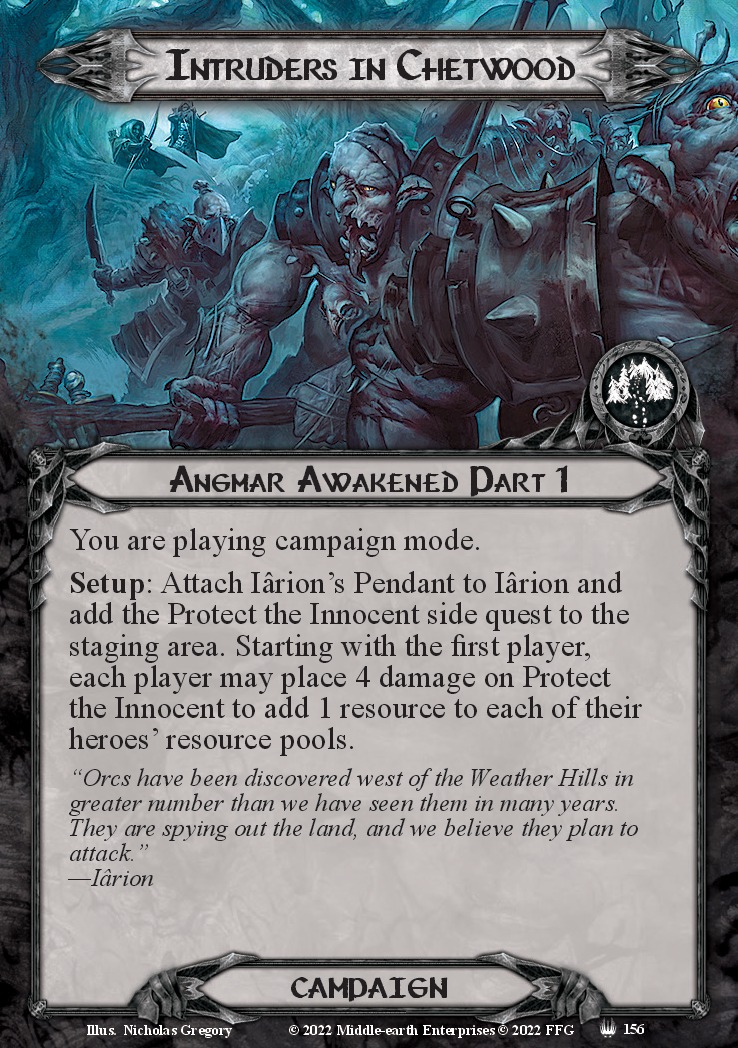 Intruders in Chetwood
Angmar Awakened Part 1
You are playing campaign mode.
Setup: Attach Iârion's Pendant to Iârion and
add the Protect the Innocent side quest to the
staging area. Starting with the first player,
each player may place 4 damage on Protect
the Innocent to add 1 resource to each of their
heroes' resource pools.
"Orcs have been discovered west of the Weather Hills in
greater number than we have seen them in many years.
They are spying out the land, and we believe they plan to
attack."
—Iârion
CAMPAIGN
Illus. Nicholas Gregory © 2022 Middle-earth Enterprises © 2022 FFG 156